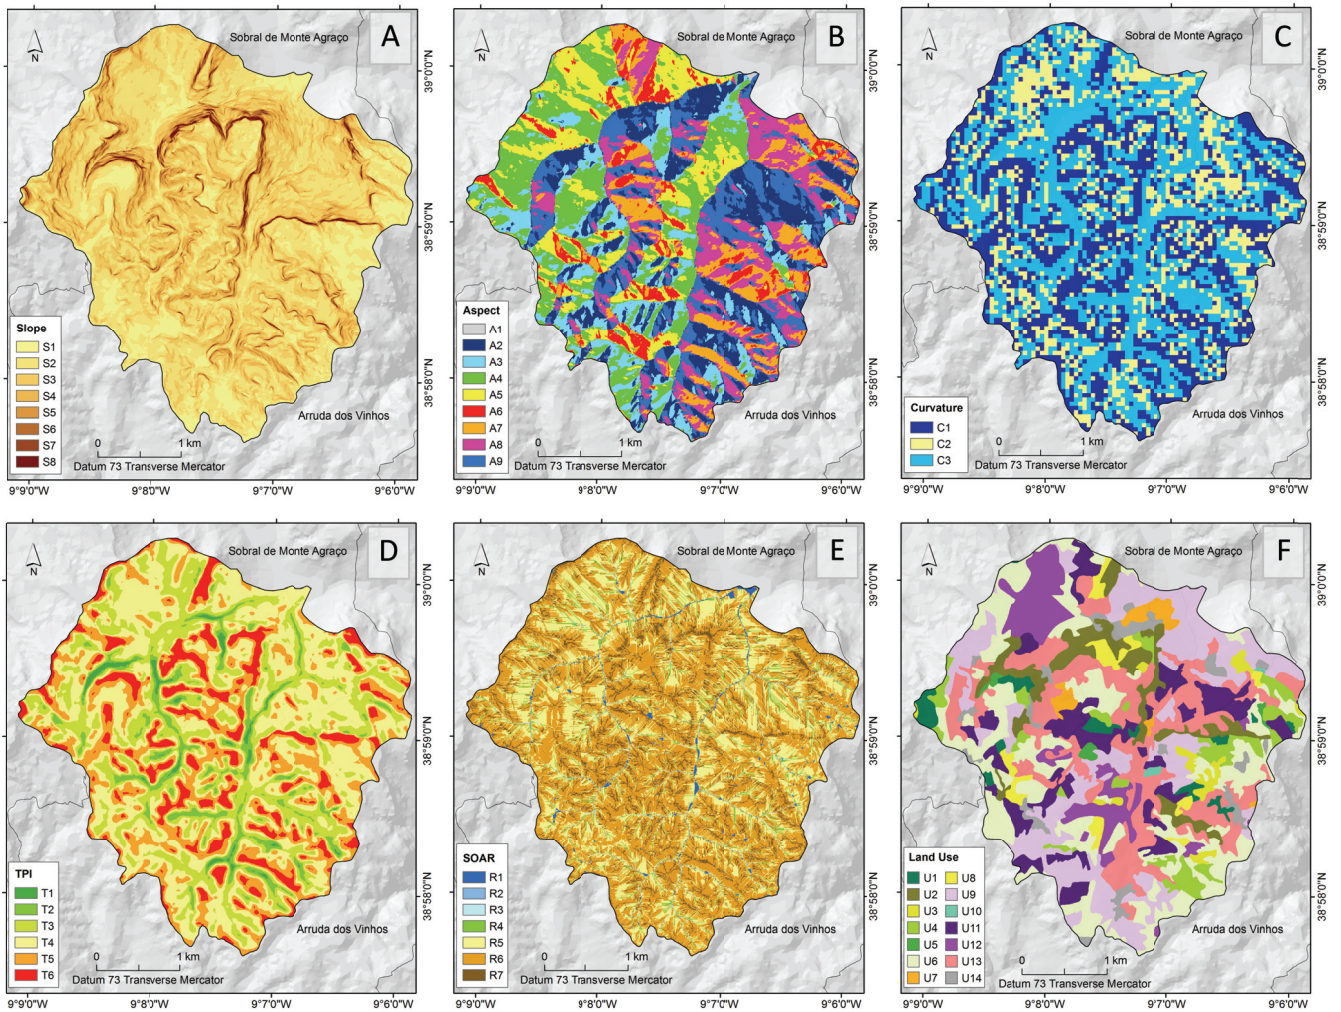 A
Sobral de Monte Agraço
N
39°0'0"N
38°59'0"N
38°58'0"N
Slope
S1
S2
S3
S4
S5
S6
S7
S8
Arruda dos Vinhos
0 1 km
Datum 73 Transverse Mercator
9°9'0"W 9°8'7"W 9°7'0"W 9°6'0"W
B
Sobral de Monte Agraço
N
39°0'0"N
38°59'0"N
38°58'0"N
Aspect
A1
A2
A3
A4
A5
A6
A7
A8
A9
Arruda dos Vinhos
0 1 km
Datum 73 Transverse Mercator
9°9'0"W 9°8'7"W 9°7'0"W 9°6'0"W
C
Sobral de Monte Agraço
N
39°0'0"N
38°59'0"N
38°58'0"N
Curvature
C1
C2
C3
Arruda dos Vinhos
0 1 km
Datum 73 Transverse Mercator
9°9'0"W 9°8'7"W 9°7'0"W 9°6'0"W
D
Sobral de Monte Agraço
N
39°0'0"N
38°59'0"N
38°58'0"N
TPI
T1
T2
T3
T4
T5
T6
Arruda dos Vinhos
0 1 km
Datum 73 Transverse Mercator
9°9'0"W 9°8'7"W 9°7'0"W 9°6'0"W
E
Sobral de Monte Agraço
N
39°0'0"N
38°59'0"N
38°58'0"N
SOAR
R1
R2
R3
R4
R5
R6
R7
Arruda dos Vinhos
0 1 km
Datum 73 Transverse Mercator
9°9'0"W 9°8'7"W 9°7'0"W 9°6'0"W
F
Sobral de Monte Agraço
N
39°0'0"N
38°59'0"N
38°58'0"N
Land Use
U1 U8
U2 U9
U3 U10
U4 U11
U5 U12
U6 U13
U7 U14
Arruda dos Vinhos
0 1 km
Datum 73 Transverse Mercator
9°9'0"W 9°8'7"W 9°7'0"W 9°6'0"W